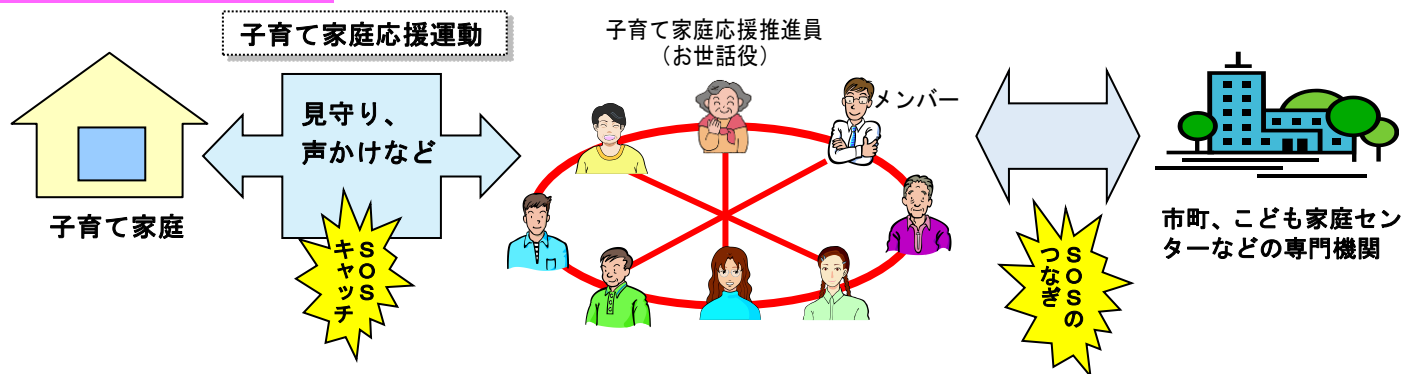 子育て家庭応援運動
子育て家庭応援推進員
（お世話役）
メンバー
見守り、
声かけなど
子育て家庭
SOS
キャッチ
SOSの
つなぎ
市町、こども家庭セン
ターなどの専門機関